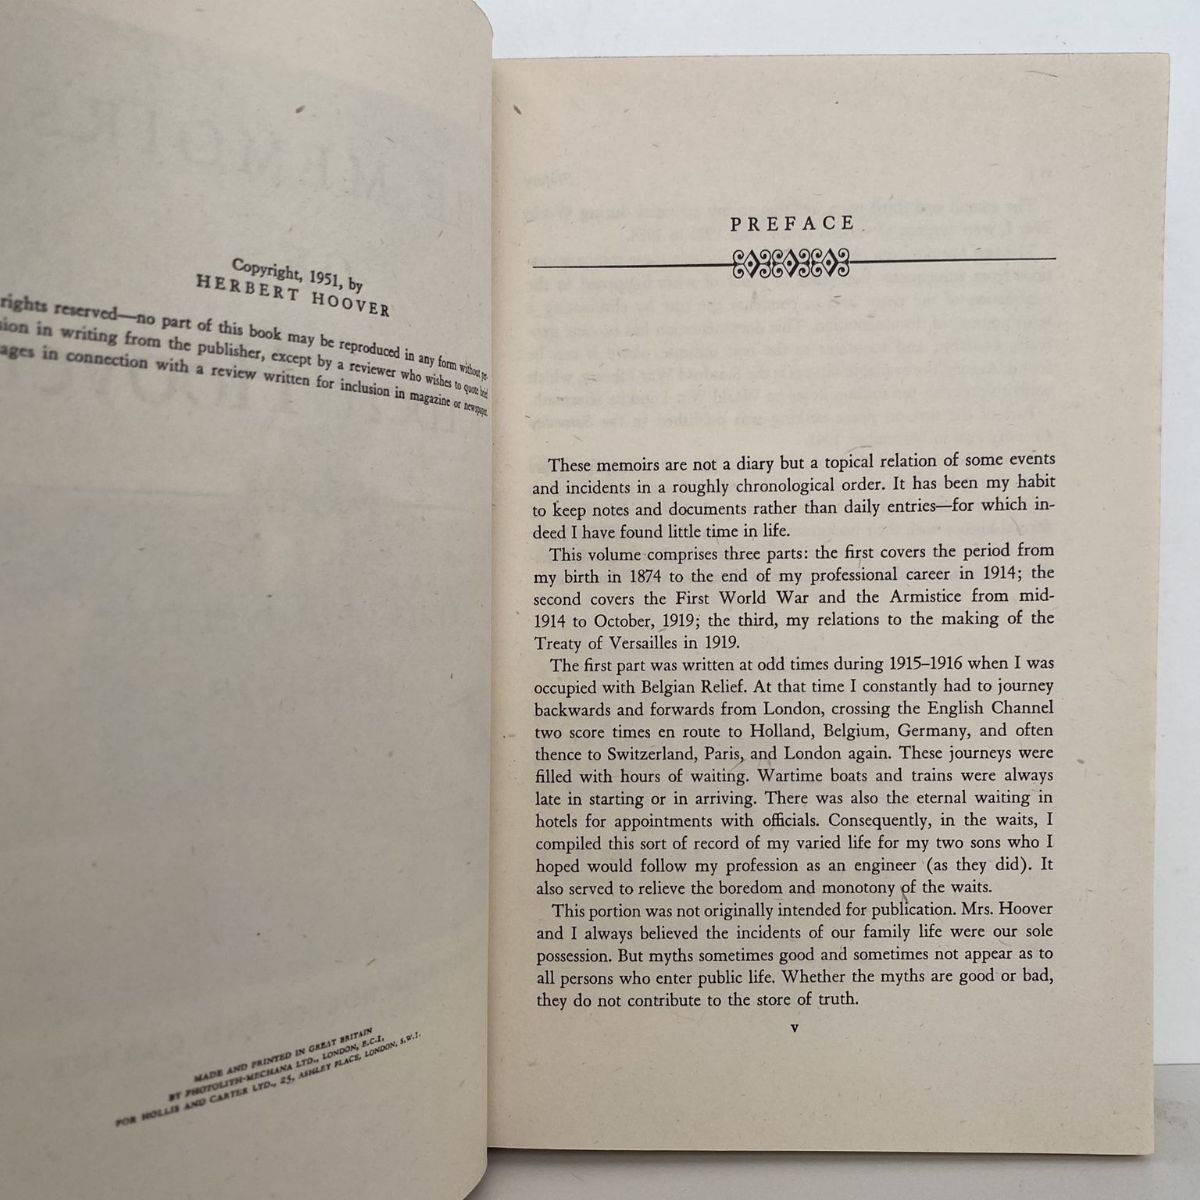 Copyright, 1951, by
HERBERT HOOVER
rights reserved—no part of this book may be reproduced in any form without per-
in writing from the publisher, except by a reviewer who wishes to quote brief
in connection with a review written for inclusion in magazine or newspaper.
MADE AND PRINTED IN GREAT BRITAIN
BY PHOTOLITH-MECHANA LTD., LONDON, E.C.I,
FOR HOLLIS AND CARTER LTD., 25, ASHLEY PLACE, LONDON, S.W.I.
PREFACE
These memoirs are not a diary but a topical relation of some events
and incidents in a roughly chronological order. It has been my habit
to keep notes and documents rather than daily entries—for which in-
deed I have found little time in life.
This volume comprises three parts: the first covers the period from
my birth in 1874 to the end of my professional career in 1914; the
second covers the First World War and the Armistice from mid-
1914 to October, 1919; the third, my relations to the making of the
Treaty of Versailles in 1919.
The first part was written at odd times during 1915–1916 when I was
occupied with Belgian Relief. At that time I constantly had to journey
backwards and forwards from London, crossing the English Channel
two score times en route to Holland, Belgium, Germany, and often
thence to Switzerland, Paris, and London again. These journeys were
filled with hours of waiting. Wartime boats and trains were always
late in starting or in arriving. There was also the eternal waiting in
hotels for appointments with officials. Consequently, in the waits, I
compiled this sort of record of my varied life for my two sons who I
hoped would follow my profession as an engineer (as they did). It
also served to relieve the boredom and monotony of the waits.
This portion was not originally intended for publication. Mrs. Hoover
and I always believed the incidents of our family life were our sole
possession. But myths sometimes good and sometimes not appear as to
all persons who enter public life. Whether the myths are good or bad,
they do not contribute to the store of truth.
v